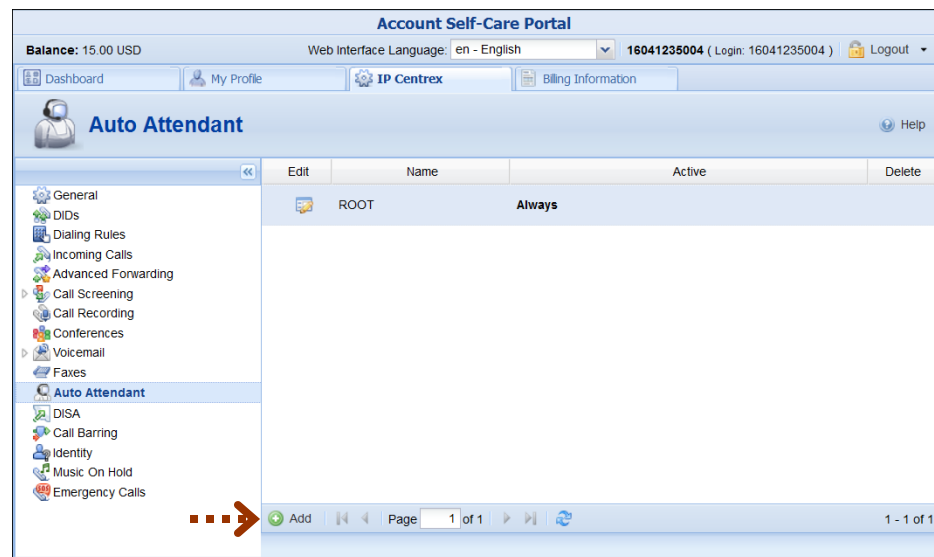 Account Self-Care Portal
Balance: 15.00 USD Web Interface Language: en - English 16041235004 ( Login: 16041235004 ) Logout
Dashboard My Profile IP Centrex Billing Information
Auto Attendant Help
Edit Name Active Delete
ROOT Always
General
DIDs
Dialing Rules
Incoming Calls
Advanced Forwarding
Call Screening
Call Recording
Conferences
Voicemail
Faxes
Auto Attendant
DISA
Call Barring
Identity
Music On Hold
Emergency Calls
Add Page 1 of 1 1 - 1 of 1